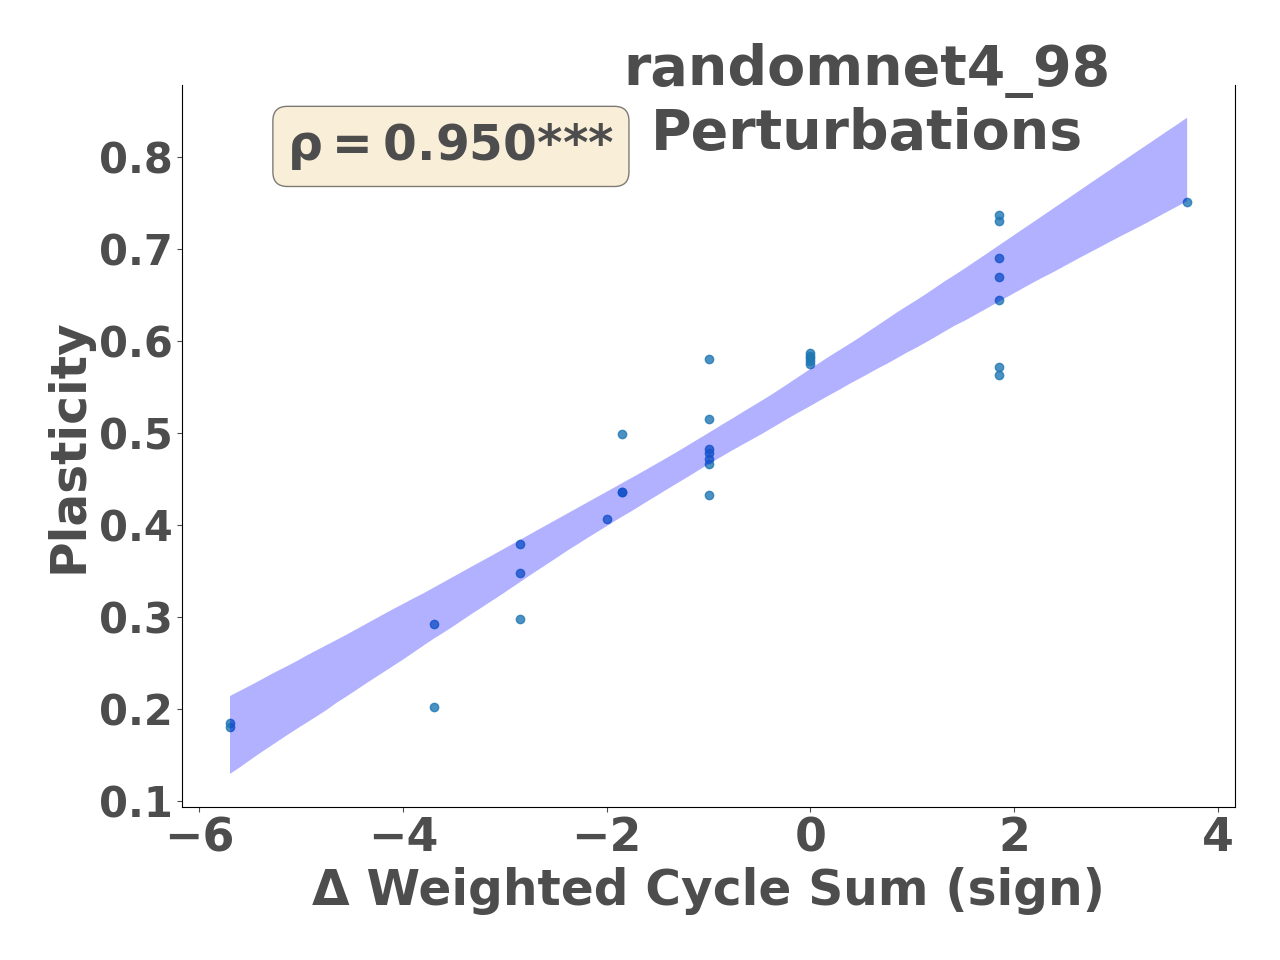 randomnet4_98
Perturbations
ρ = 0.950***
0.8
0.7
0.6
0.5
0.4
0.3
0.2
0.1
Plasticity
−6
−4
−2
0
2
4
Δ Weighted Cycle Sum (sign)